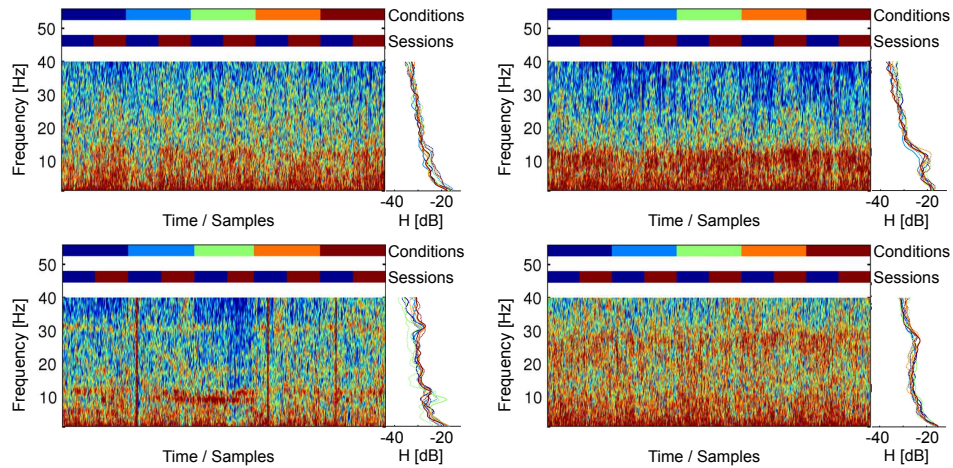 Conditions
50
Sessions
40
30
20
10
Frequency [Hz]
-40 -20
Time / Samples
H [dB]
Conditions
50
Sessions
40
30
20
10
Frequency [Hz]
-40 -20
Time / Samples
H [dB]
Conditions
50
Sessions
40
30
20
10
Frequency [Hz]
-40 -20
Time / Samples
H [dB]
Conditions
50
Sessions
40
30
20
10
Frequency [Hz]
-40 -20
Time / Samples
H [dB]